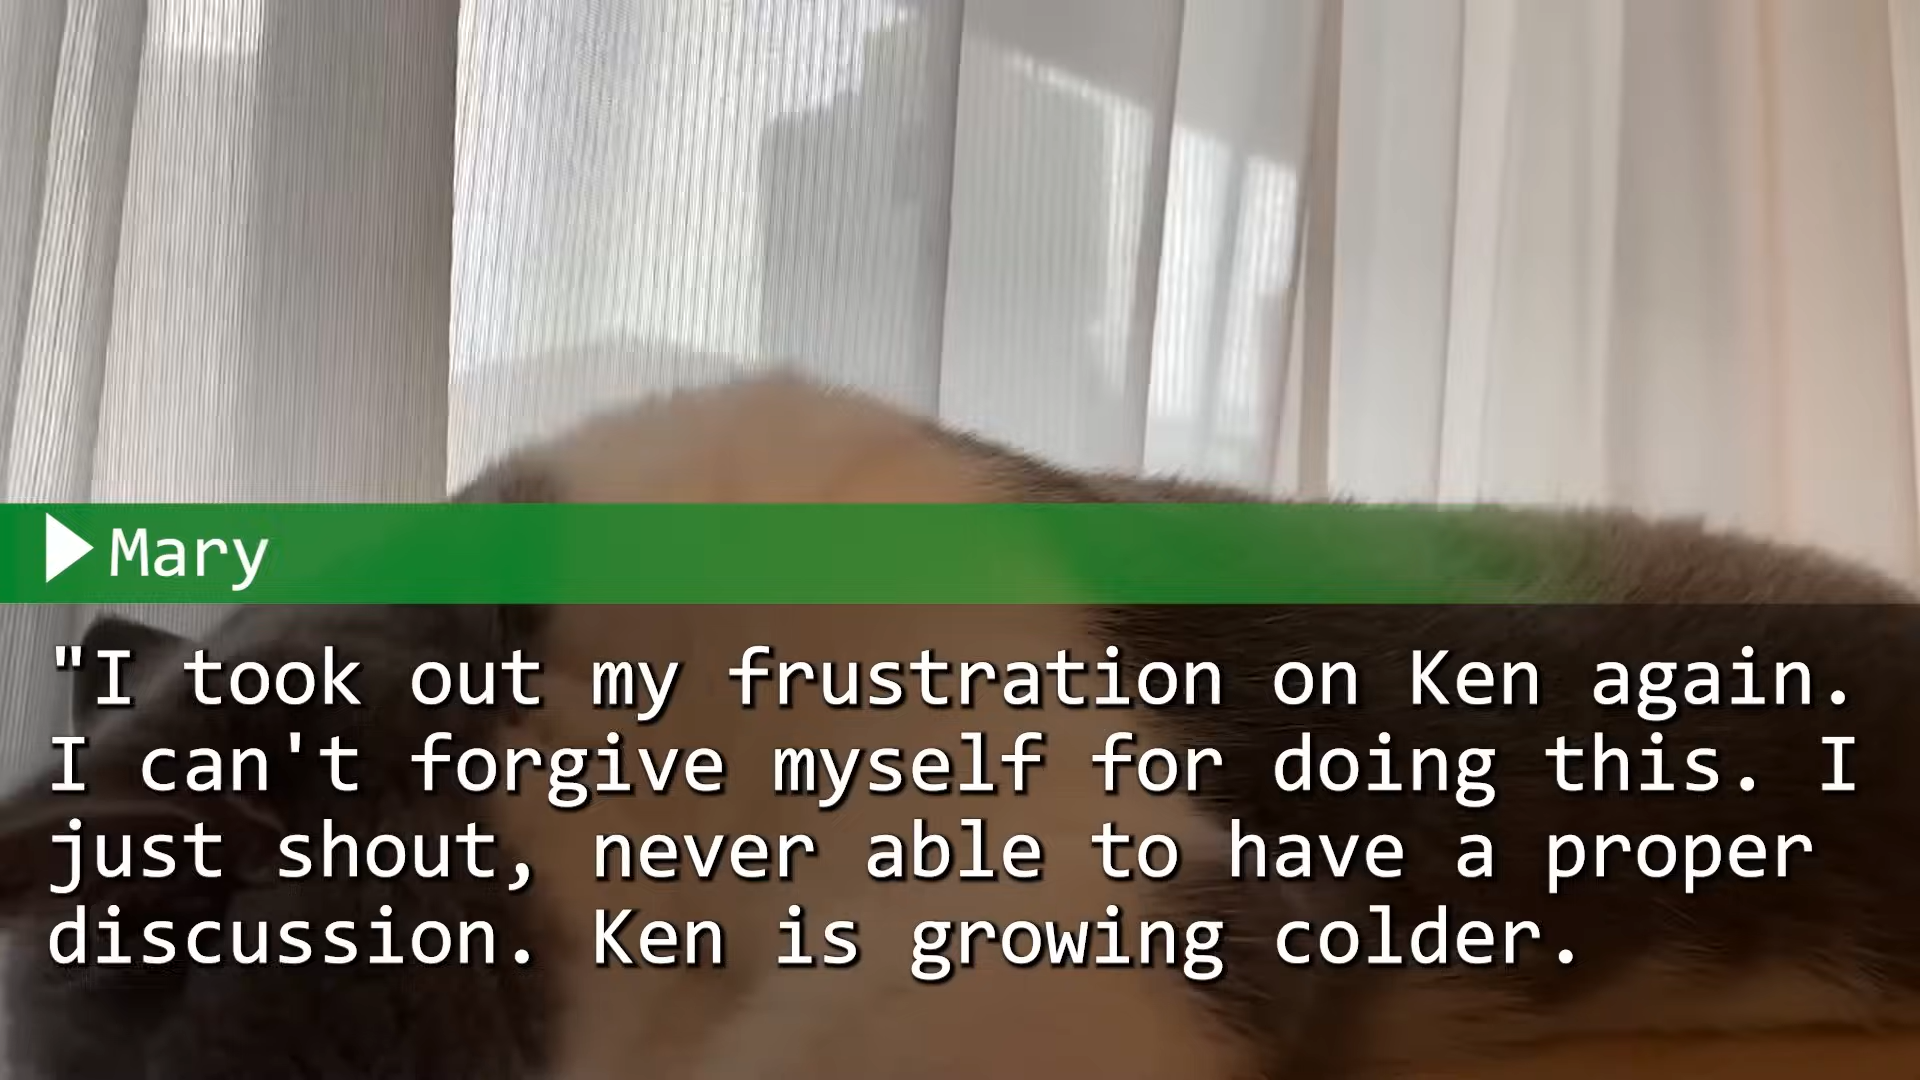 Mary
"I took out my frustration on Ken again.
I can't forgive myself for doing this. I
just shout, never able to have a proper
discussion. Ken is growing colder.